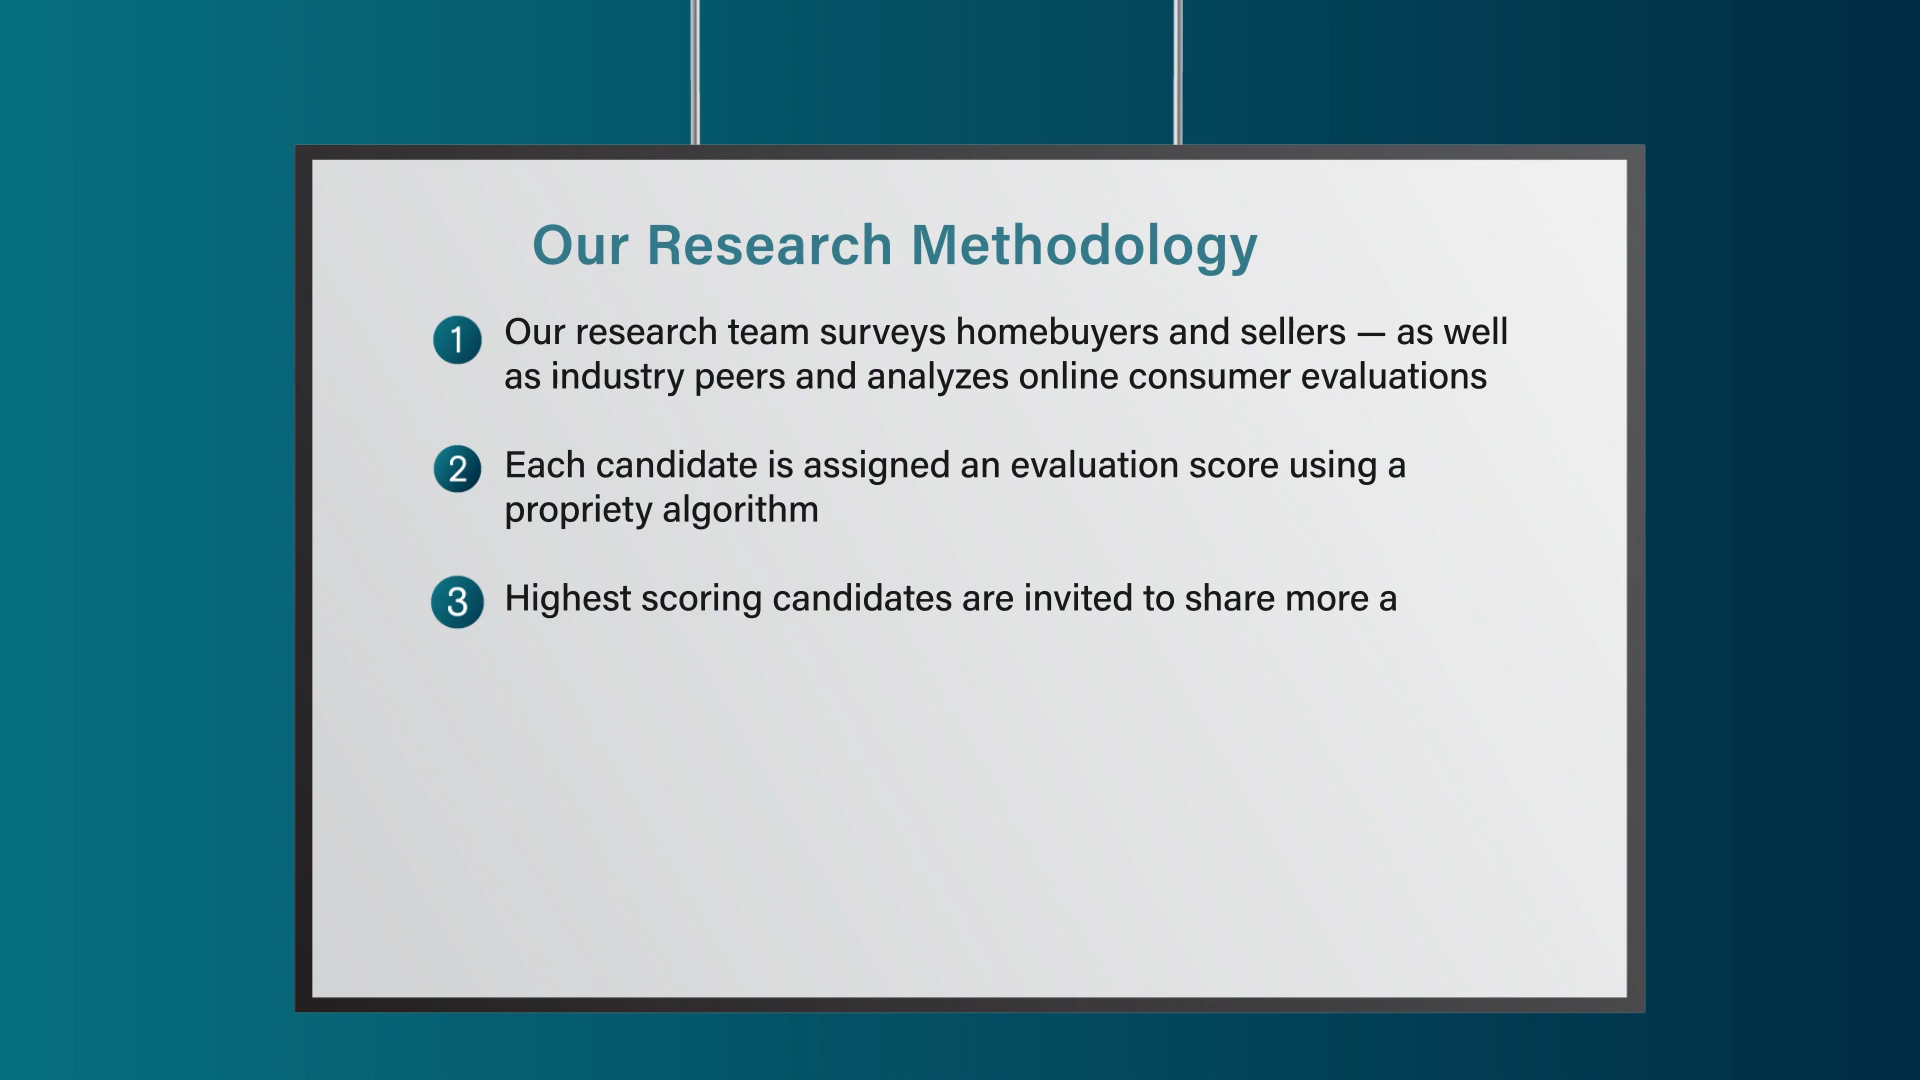 Our Research Methodology
1 Our research team surveys homebuyers and sellers — as well
as industry peers and analyzes online consumer evaluations
2 Each candidate is assigned an evaluation score using a
propriety algorithm
3 Highest scoring candidates are invited to share more a